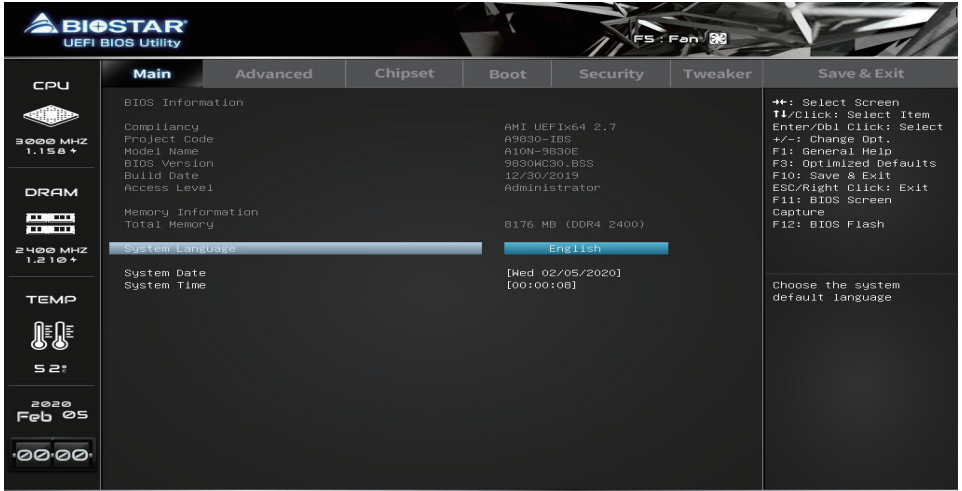 BIOSTAR®
UEFI BIOS Utility
F5 : Fan
CPU
3000 MHZ
1.158
DRAM
2400 MHZ
1.210
TEMP
52
2020
Feb 05
00:00
Main Advanced Chipset Boot Security Tweaker Save & Exit
BIOS Information
Compliancy AMI UEFIx64 2.7
Project Code A9830-IBS
Model Name A10N-9830E
BIOS Version 9830WC30.BSS
Build Date 12/30/2019
Access Level Administrator
Memory Information
Total Memory 8176 MB (DDR4 2400)
System Language English
System Date [Wed 02/05/2020]
System Time [00:00:08]
→←: Select Screen
↑↓/Click: Select Item
Enter/Dbl Click: Select
+/-: Change Opt.
F1: General Help
F3: Optimized Defaults
F10: Save & Exit
ESC/Right Click: Exit
F11: BIOS Screen
Capture
F12: BIOS Flash
Choose the system
default language